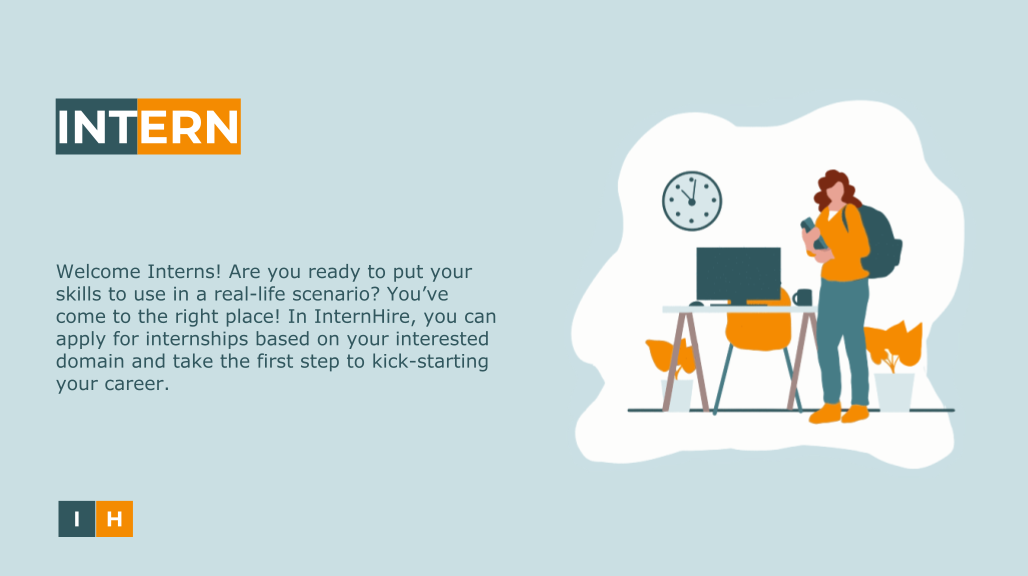 INTERN
Welcome Interns! Are you ready to put your
skills to use in a real-life scenario? You’ve
come to the right place! In InternHire, you can
apply for internships based on your interested
domain and take the first step to kick-starting
your career.
I H